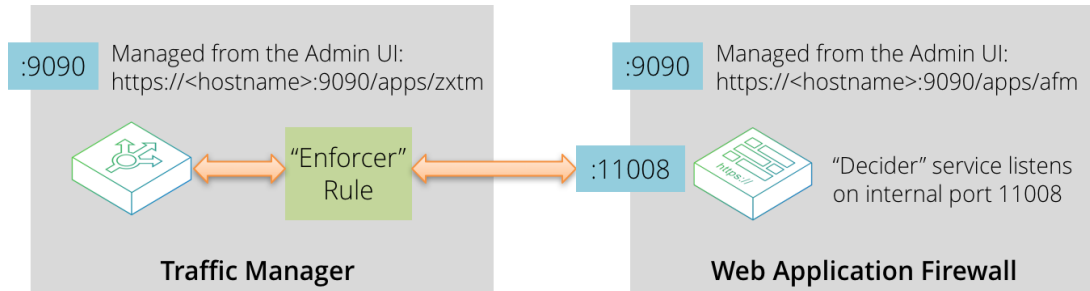 :9090
Managed from the Admin UI:
https://<hostname>:9090/apps/zxtm
“Enforcer”
Rule
Traffic Manager
:9090
Managed from the Admin UI:
https://<hostname>:9090/apps/afm
:11008
https://
“Decider” service listens
on internal port 11008
Web Application Firewall